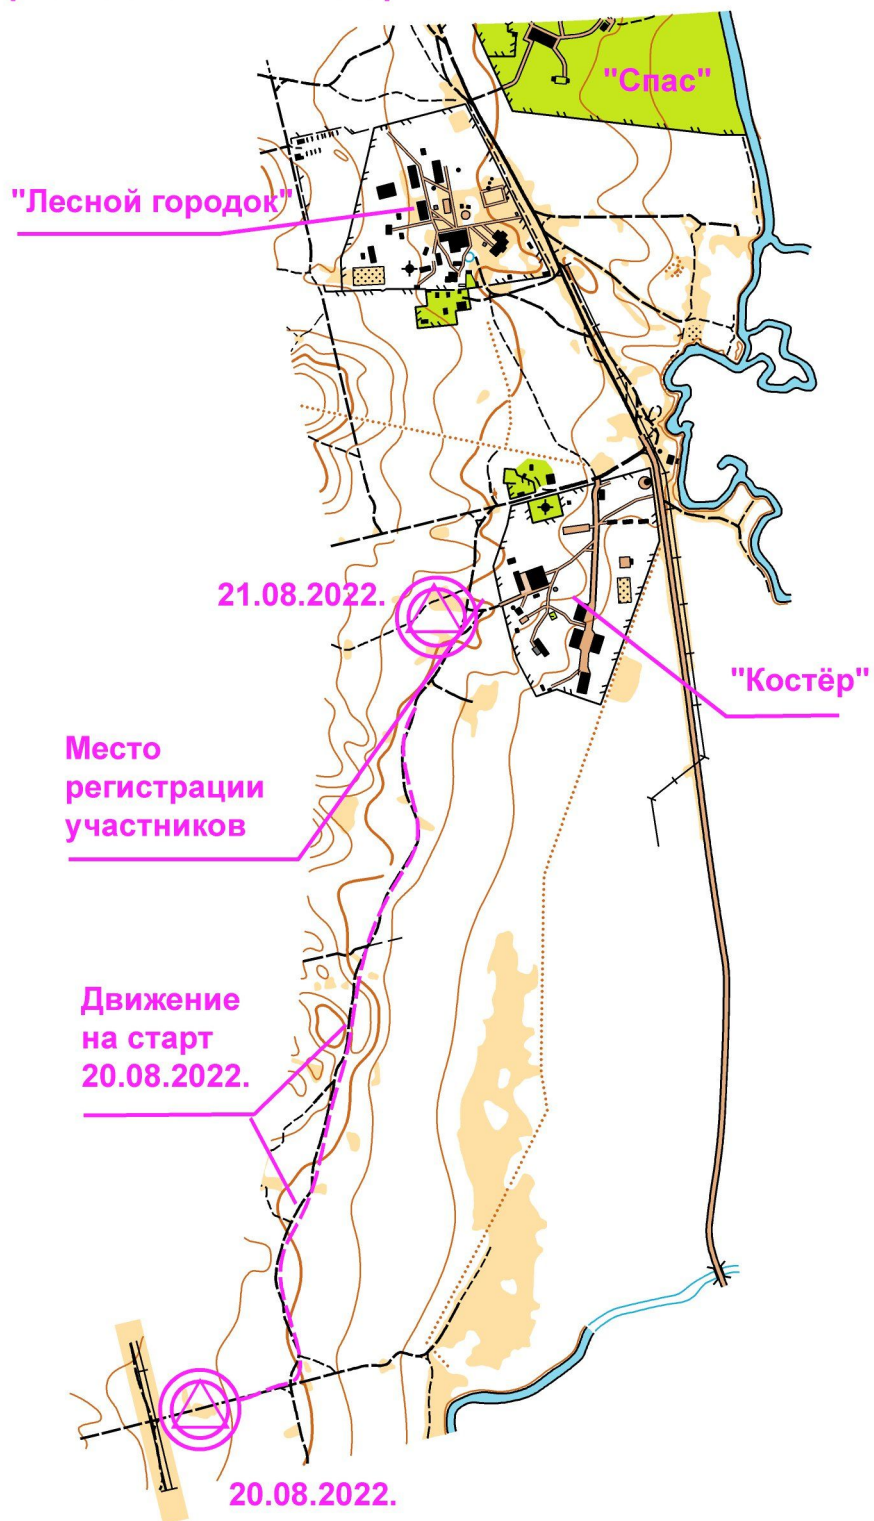 "Спас"
"Лесной городок"
21.08.2022.
"Костёр"
Место
регистрации
участников
Движение
на старт
20.08.2022.
20.08.2022.